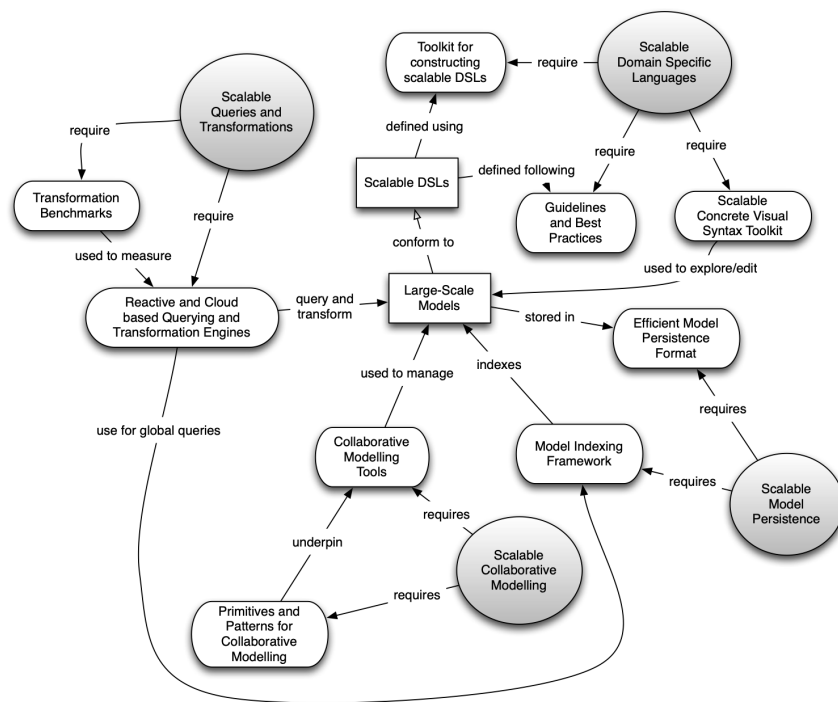 Toolkit for
constructing
scalable DSLs
require
Scalable
Domain Specific
Languages
Scalable
Queries and
Transformations
require
defined using
require
require
Transformation
Benchmarks
require
Scalable DSLs
defined following
Guidelines
and Best
Practices
Scalable
Concrete Visual
Syntax Toolkit
used to measure
conform to
used to explore/edit
Reactive and Cloud
based Querying and
Transformation Engines
query and
transform
Large-Scale
Models
stored in
Efficient Model
Persistence
Format
used to manage
indexes
requires
use for global queries
Collaborative
Modelling
Tools
Model Indexing
Framework
requires
Scalable
Model
Persistence
requires
underpin
Scalable
Collaborative
Modelling
requires
Primitives and
Patterns for
Collaborative
Modelling